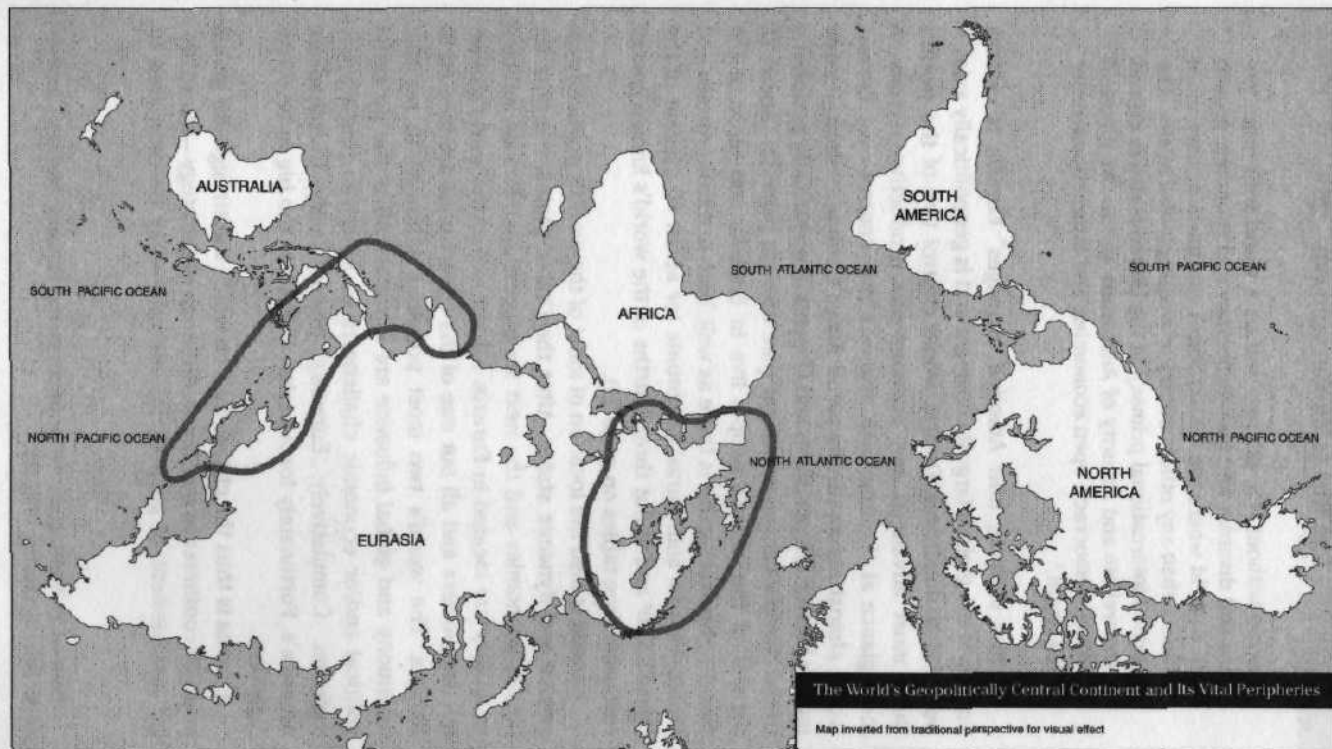 AUSTRALIA
SOUTH
AMERICA
SOUTH ATLANTIC OCEAN
SOUTH PACIFIC OCEAN
SOUTH PACIFIC OCEAN
AFRICA
NORTH PACIFIC OCEAN
NORTH ATLANTIC OCEAN
NORTH PACIFIC OCEAN
NORTH
AMERICA
EURASIA
The World's Geopolitically Central Continent and Its Vital Peripheries
Map inverted from traditional perspective for visual effect